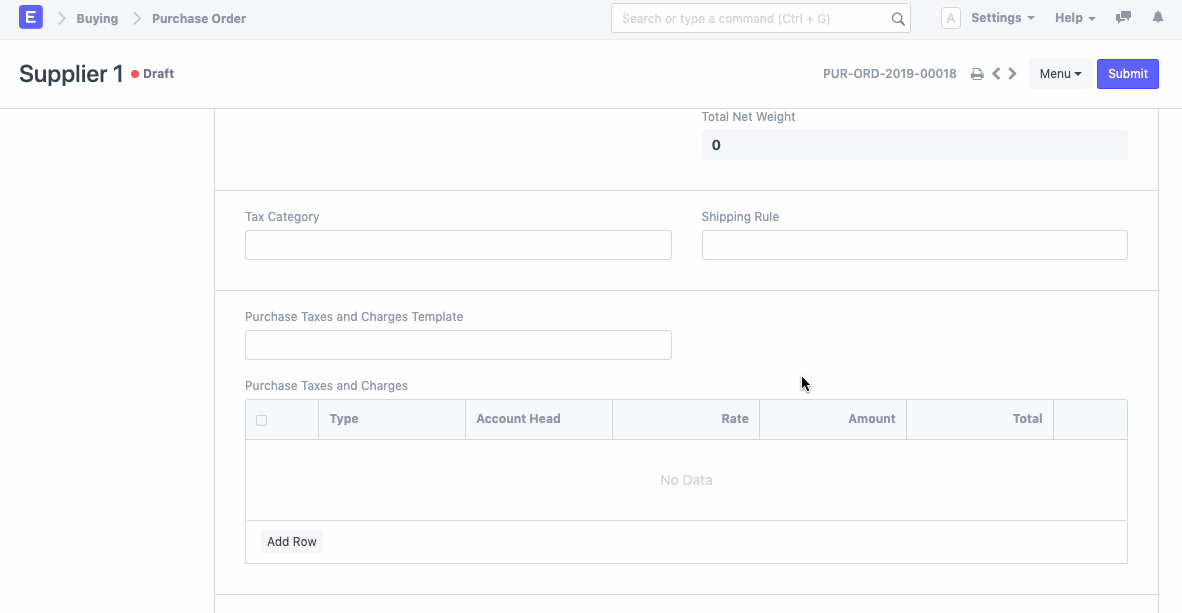 E Buying Purchase Order Search or type a command (Ctrl + G) A Settings Help
Supplier 1 Draft PUR-ORD-2019-00018 Menu Submit
Total Net Weight
0
Tax Category Shipping Rule
Purchase Taxes and Charges Template
Purchase Taxes and Charges
Type Account Head Rate Amount Total
No Data
Add Row